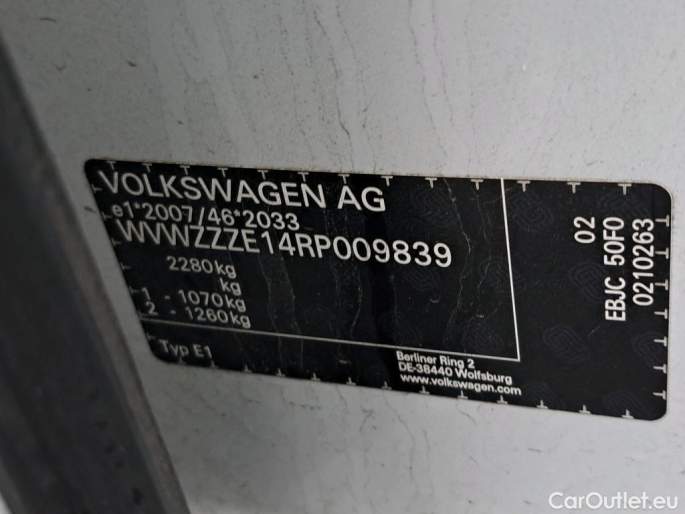 VOLKSWAGEN AG
e1*2007/46*2033
WVWZZZE14RP009839
2280kg
kg
1 - 1070kg
2 - 1260kg
Typ E1
Berliner Ring 2
DE-38440 Wolfsburg
www.volkswagen.com
02
EBJC 50F0
0210263
CarOutlet.eu